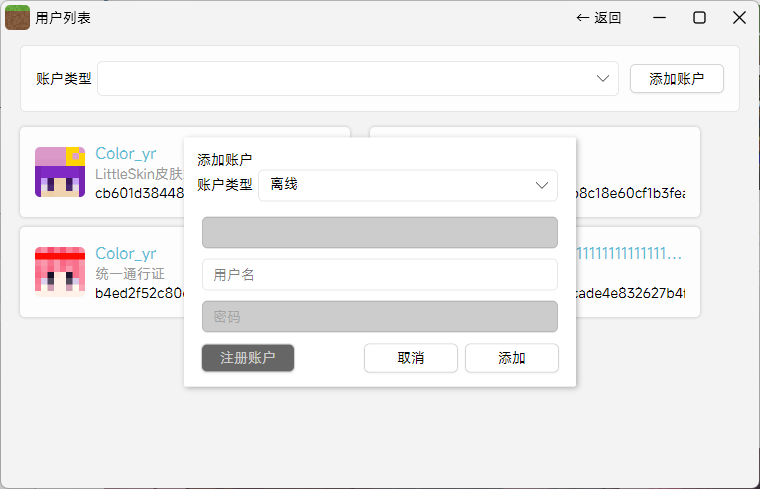 用户列表
← 返回
账户类型
添加账户
Color_yr
LittleSkin皮肤
cb601d38448
b8c18e60cf1b3fea
Color_yr
统一通行证
b4ed2f52c80
11111111111111...
cade4e832627b4f
添加账户
账户类型 离线
用户名
密码
注册账户
取消
添加